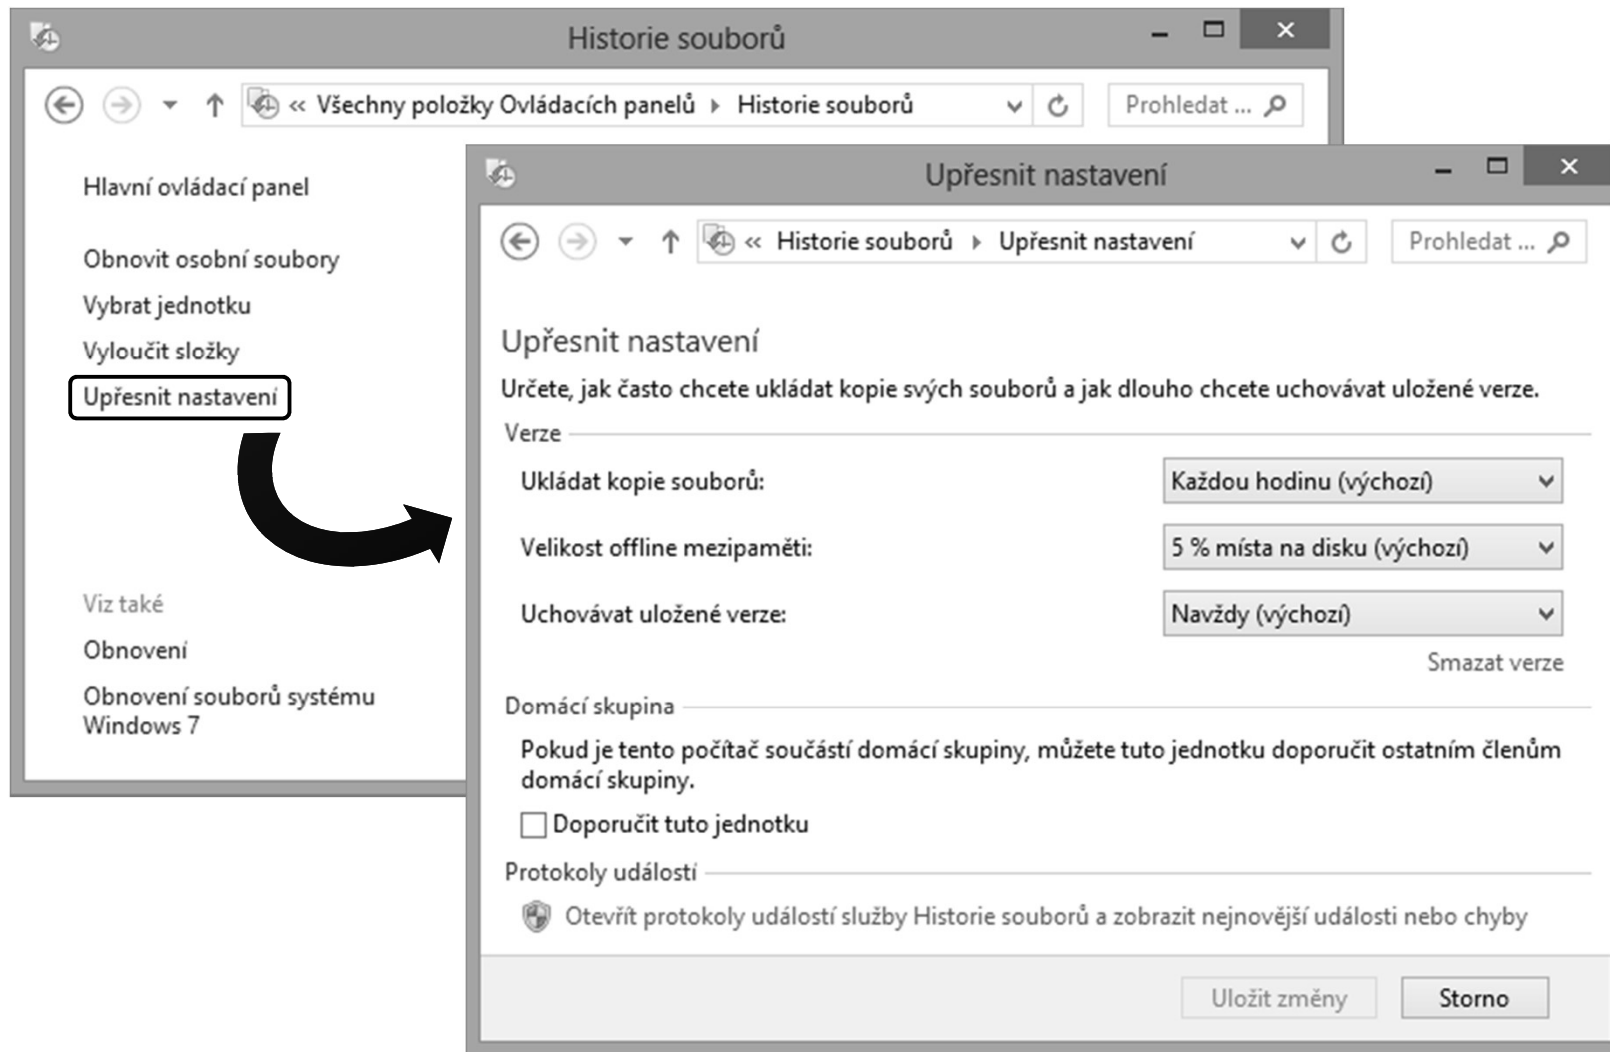 Historie souborů
« Všechny položky Ovládacích panelů Historie souborů
Prohledat ...
Hlavní ovládací panel
Obnovit osobní soubory
Vybrat jednotku
Vyloučit složky
Upřesnit nastavení
Viz také
Obnovení
Obnovení souborů systému
Windows 7
Upřesnit nastavení
« Historie souborů Upřesnit nastavení
Prohledat ...
Upřesnit nastavení
Určete, jak často chcete ukládat kopie svých souborů a jak dlouho chcete uchovávat uložené verze.
Verze
Ukládat kopie souborů: Každou hodinu (výchozí)
Velikost offline mezipaměti: 5 % místa na disku (výchozí)
Uchovávat uložené verze: Navždy (výchozí)
Smazat verze
Domácí skupina
Pokud je tento počítač součástí domácí skupiny, můžete tuto jednotku doporučit ostatním členům
domácí skupiny.
Doporučit tuto jednotku
Protokoly událostí
Otevřít protokoly událostí služby Historie souborů a zobrazit nejnovější události nebo chyby
Uložit změny Storno